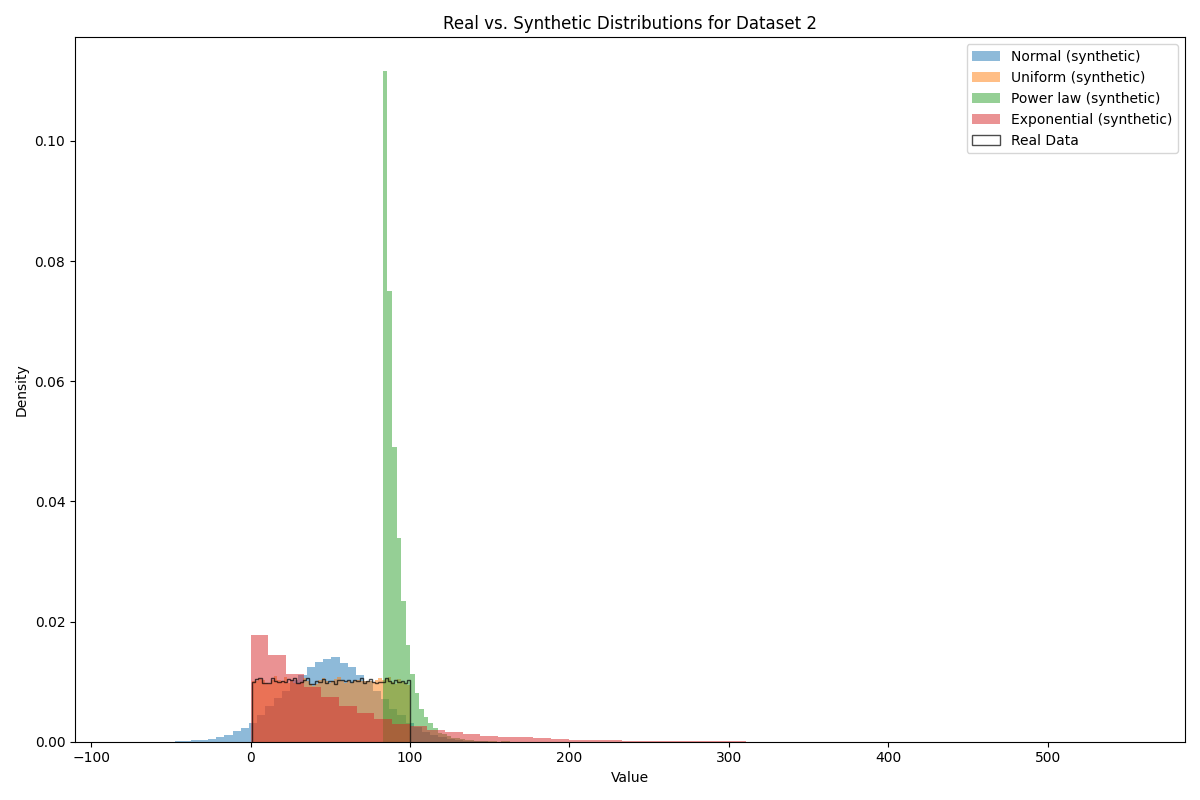 Real vs. Synthetic Distributions for Dataset 2
Normal (synthetic)
Uniform (synthetic)
Power law (synthetic)
Exponential (synthetic)
Real Data
Density
0.10
0.08
0.06
0.04
0.02
0.00
−100 0 100 200 300 400 500
Value